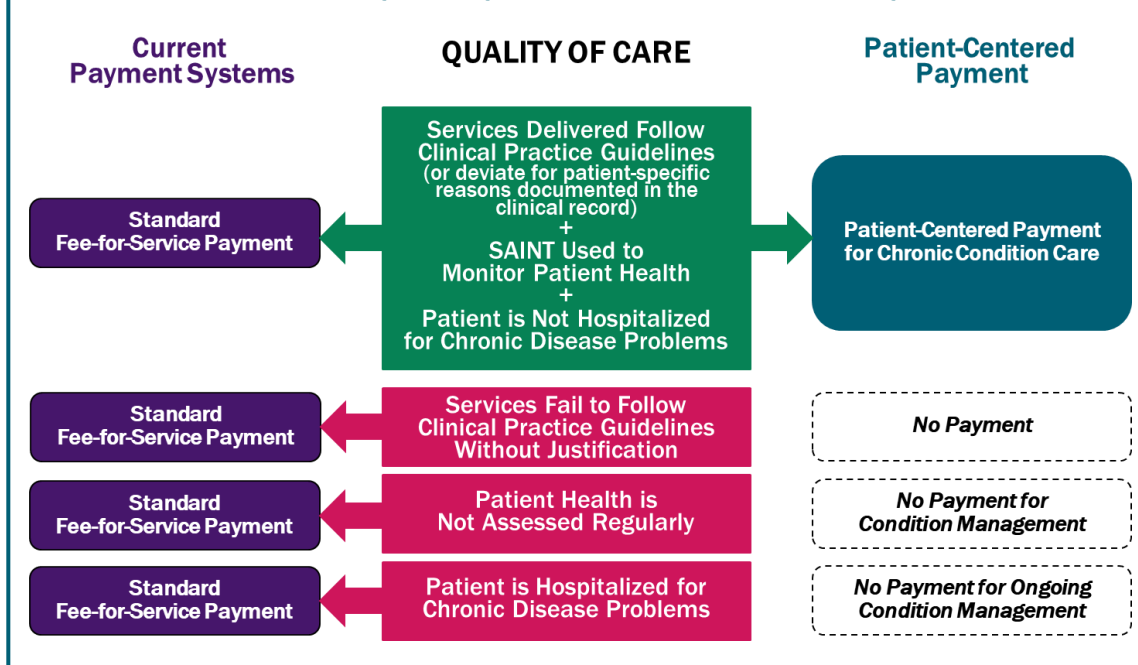 Current
Payment Systems
QUALITY OF CARE
Patient-Centered
Payment
Standard
Fee-for-Service Payment
Services Delivered Follow
Clinical Practice Guidelines
(or deviate for patient-specific
reasons documented in the
clinical record)
+
SAINT Used to
Monitor Patient Health
+
Patient is Not Hospitalized
for Chronic Disease Problems
Patient-Centered Payment
for Chronic Condition Care
Standard
Fee-for-Service Payment
Services Fail to Follow
Clinical Practice Guidelines
Without Justification
No Payment
Standard
Fee-for-Service Payment
Patient Health is
Not Assessed Regularly
No Payment for
Condition Management
Standard
Fee-for-Service Payment
Patient is Hospitalized for
Chronic Disease Problems
No Payment for Ongoing
Condition Management